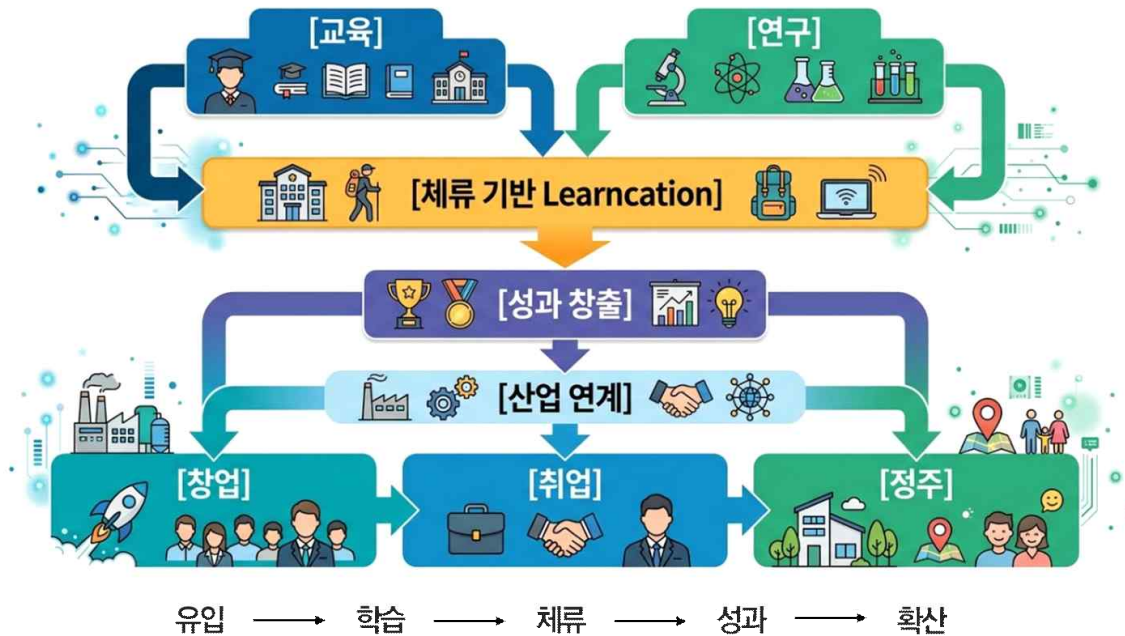 [교육]
[연구]
[체류 기반 Learncation]
[성과 창출]
[산업 연계]
[창업]
[취업]
[정주]
유입 → 학습 → 체류 → 성과 → 확산